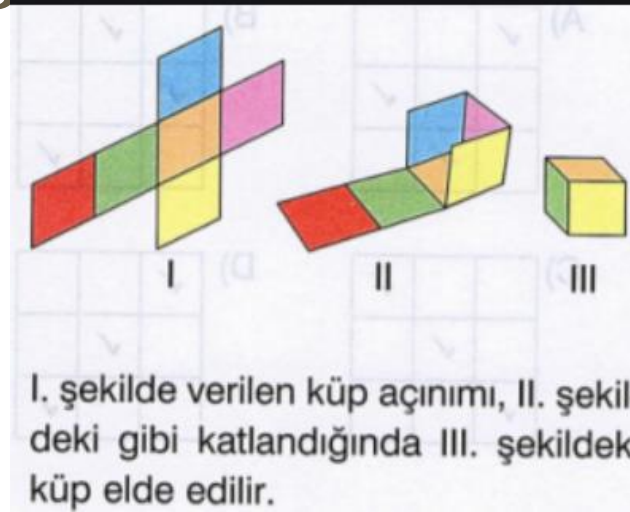 I II III
I. şekilde verilen küp açınımı, II. şekil
deki gibi katlandığında III. şekildek
küp elde edilir.